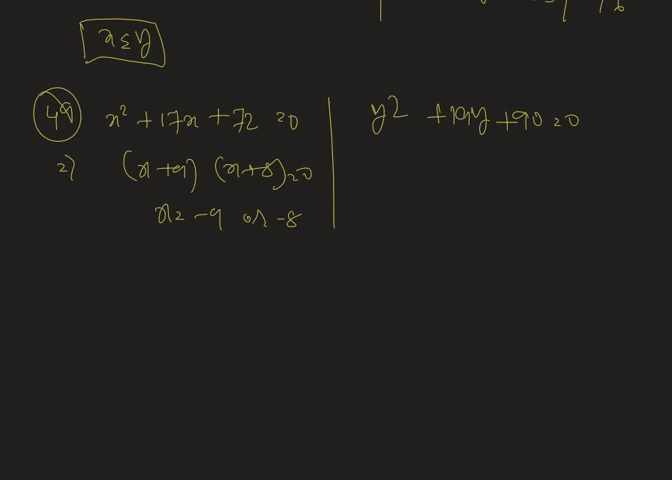 x ≤ y
49
x² + 17x + 72 = 0
y² + 19y + 90 = 0
⇒) (x + 9) (x + 8) = 0
x = -9 or -8